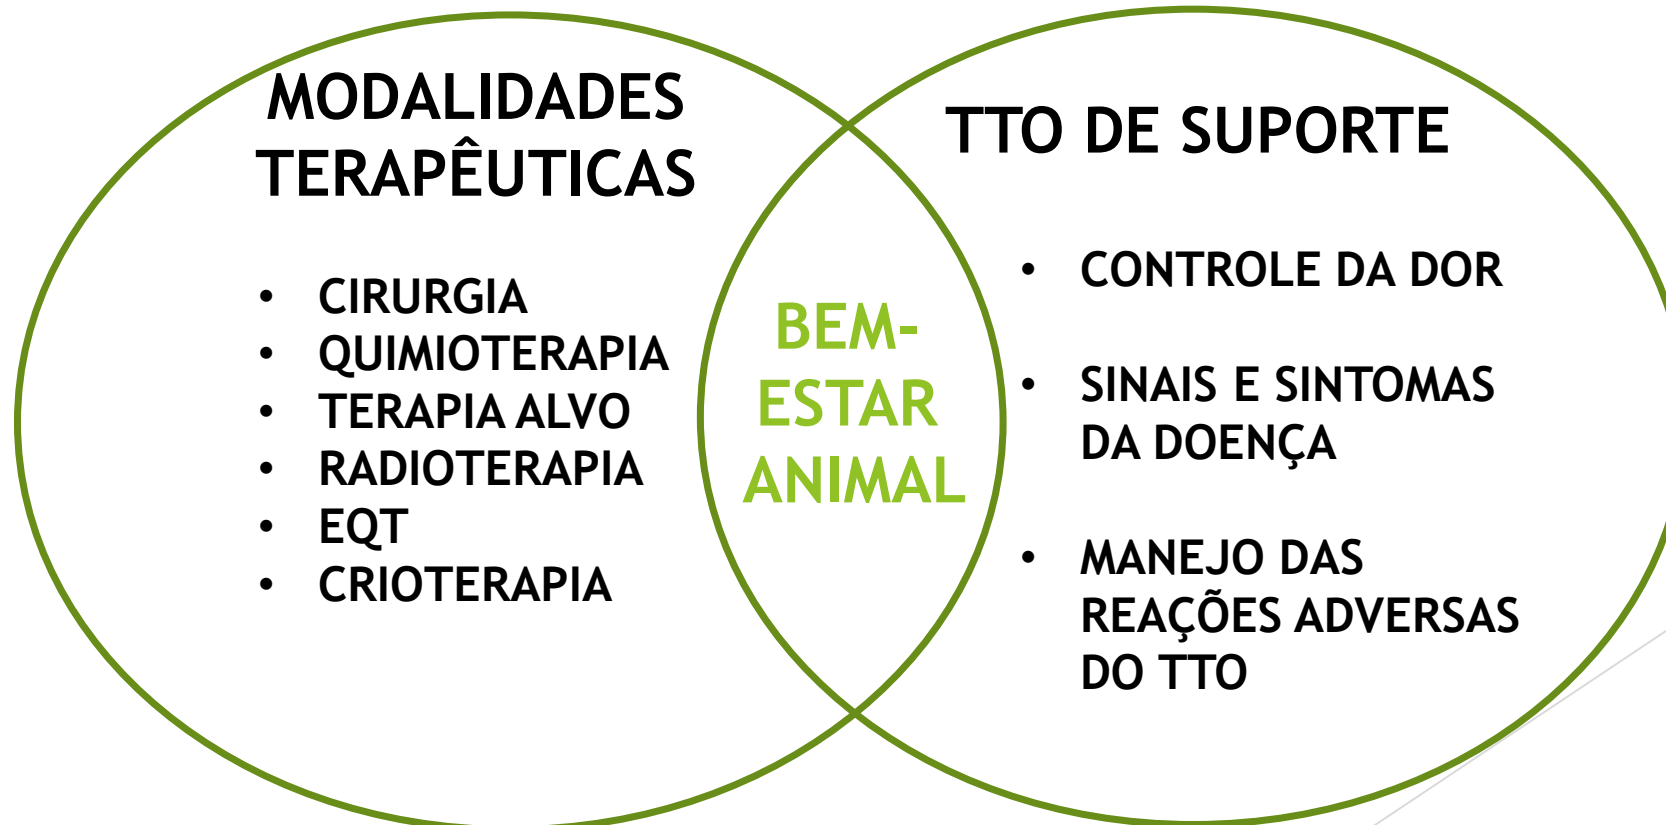 MODALIDADES
TERAPÊUTICAS
• CIRURGIA
• QUIMIOTERAPIA
• TERAPIA ALVO
• RADIOTERAPIA
• EQT
• CRIOTERAPIA
BEM-
ESTAR
ANIMAL
TTO DE SUPORTE
• CONTROLE DA DOR
• SINAIS E SINTOMAS
DA DOENÇA
• MANEJO DAS
REAÇÕES ADVERSAS
DO TTO